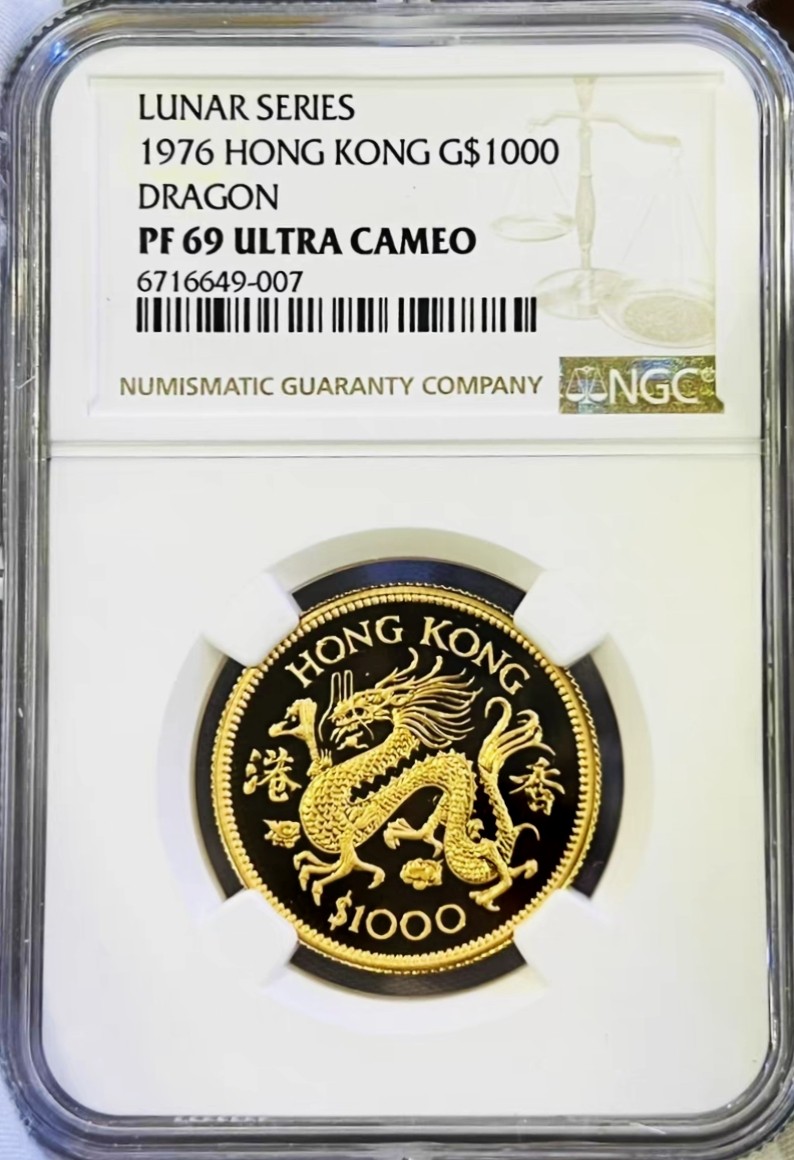 LUNAR SERIES
1976 HONG KONG G$1000
DRAGON
PF 69 ULTRA CAMEO
6716649-007
NUMISMATIC GUARANTY COMPANY
NGC
HONG KONG
港 香
$1000